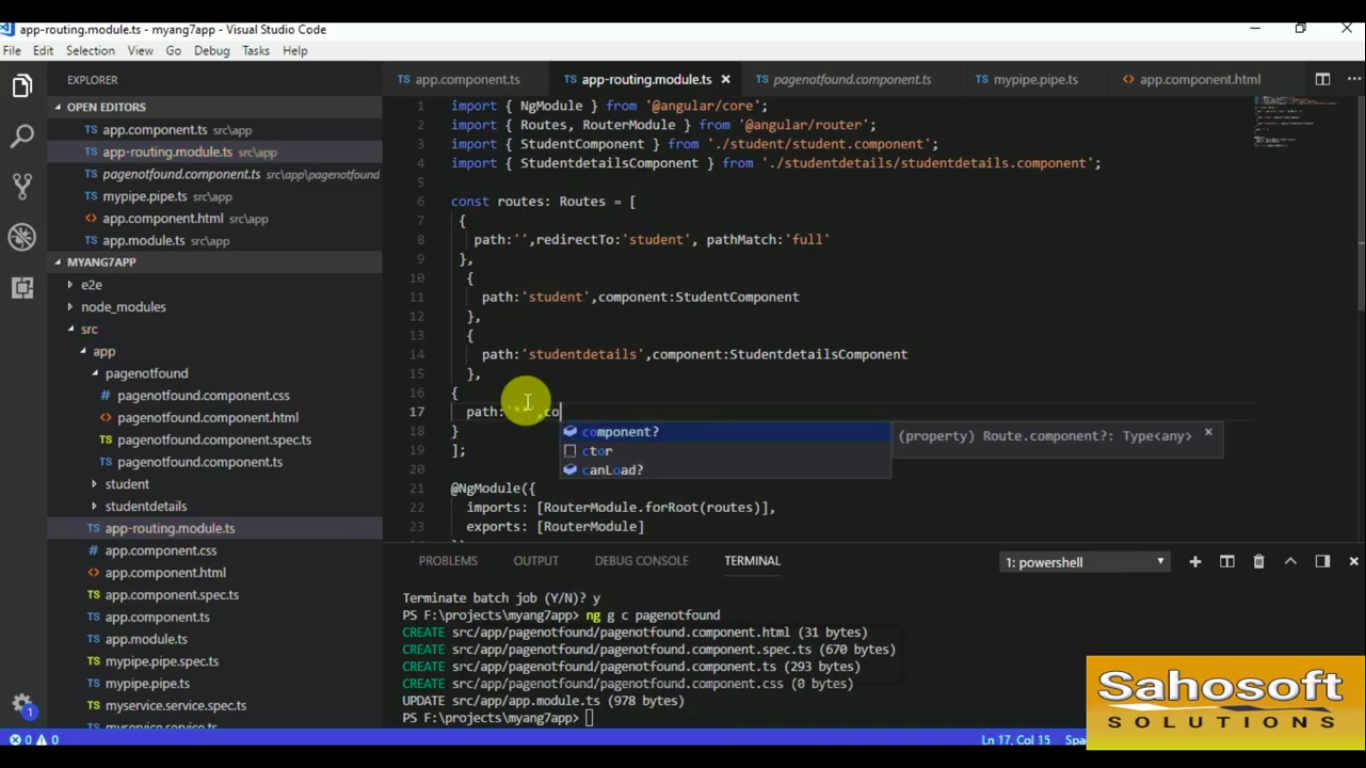 app-routing.module.ts - myang7app - Visual Studio Code
File Edit Selection View Go Debug Tasks Help
EXPLORER
OPEN EDITORS
TS app.component.ts src\app
TS app-routing.module.ts src\app
TS pagenotfound.component.ts src\app\pagenotfound
TS mypipe.pipe.ts src\app
<> app.component.html src\app
TS app.module.ts src\app
MYANG7APP
e2e
node_modules
src
app
pagenotfound
# pagenotfound.component.css
<> pagenotfound.component.html
TS pagenotfound.component.spec.ts
TS pagenotfound.component.ts
student
studentdetails
TS app-routing.module.ts
# app.component.css
<> app.component.html
TS app.component.spec.ts
TS app.component.ts
TS app.module.ts
TS mypipe.pipe.spec.ts
TS mypipe.pipe.ts
TS myservice.service.spec.ts
myservice.service.ts
1
TS app.component.ts TS app-routing.module.ts × TS pagenotfound.component.ts TS mypipe.pipe.ts <> app.component.html ...
1 import { NgModule } from '@angular/core';
2 import { Routes, RouterModule } from '@angular/router';
3 import { StudentComponent } from './student/student.component';
4 import { StudentdetailsComponent } from './studentdetails/studentdetails.component';
5
6 const routes: Routes = [
7 {
8 path:'',redirectTo:'student', pathMatch:'full'
9 },
10 {
11 path:'student',component:StudentComponent
12 },
13 {
14 path:'studentdetails',component:StudentdetailsComponent
15 },
16 {
17 path:'**',co
18 }
19 ];
20
21 @NgModule({
22 imports: [RouterModule.forRoot(routes)],
23 exports: [RouterModule]
component? (property) Route.component?: Type<any> ×
ctor
canLoad?
PROBLEMS OUTPUT DEBUG CONSOLE TERMINAL 1: powershell
Terminate batch job (Y/N)? y
PS F:\projects\myang7app> ng g c pagenotfound
CREATE src/app/pagenotfound/pagenotfound.component.html (31 bytes)
CREATE src/app/pagenotfound/pagenotfound.component.spec.ts (670 bytes)
CREATE src/app/pagenotfound/pagenotfound.component.ts (293 bytes)
CREATE src/app/pagenotfound/pagenotfound.component.css (0 bytes)
UPDATE src/app/app.module.ts (978 bytes)
PS F:\projects\myang7app>
0 0 Ln 17, Col 15 Spa
Sahosoft
SOLUTIONS